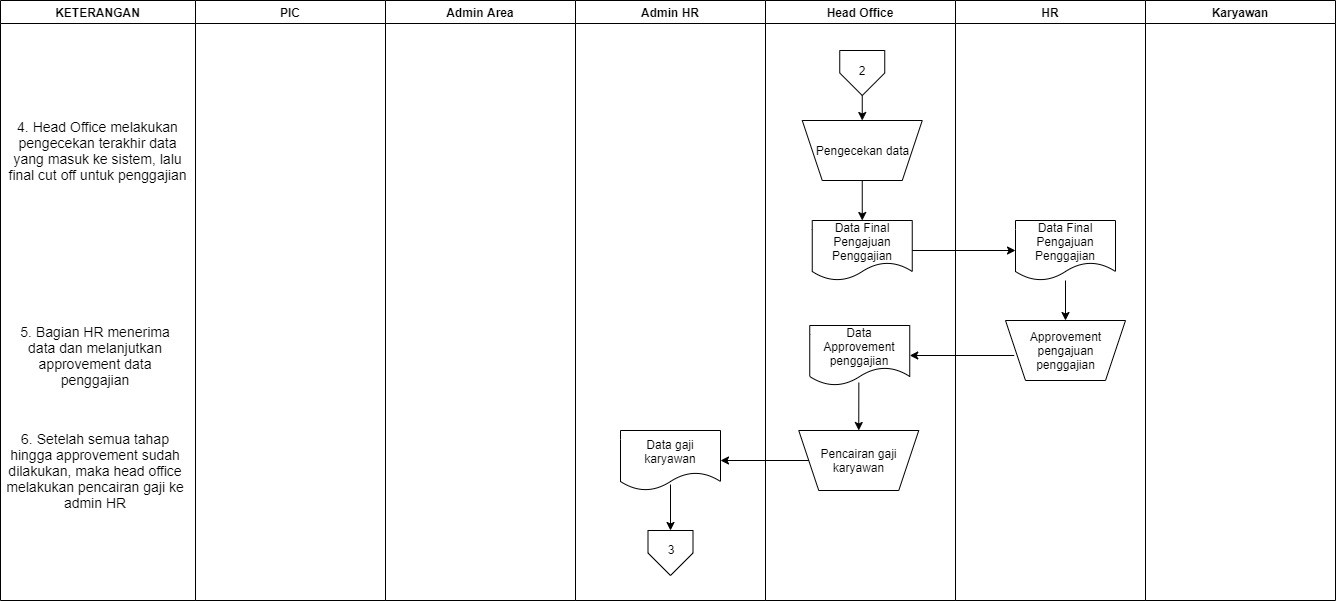 KETERANGAN
PIC
Admin Area
Admin HR
Head Office
HR
Karyawan
2
4. Head Office melakukan
pengecekan terakhir data
yang masuk ke sistem, lalu
final cut off untuk penggajian
Pengecekan data
Data Final
Pengajuan
Penggajian
Data Final
Pengajuan
Penggajian
5. Bagian HR menerima
data dan melanjutkan
approvement data
penggajian
Data
Approvement
penggajian
Approvement
pengajuan
penggajian
6. Setelah semua tahap
hingga approvement sudah
dilakukan, maka head office
melakukan pencairan gaji ke
admin HR
Data gaji
karyawan
Pencairan gaji
karyawan
3